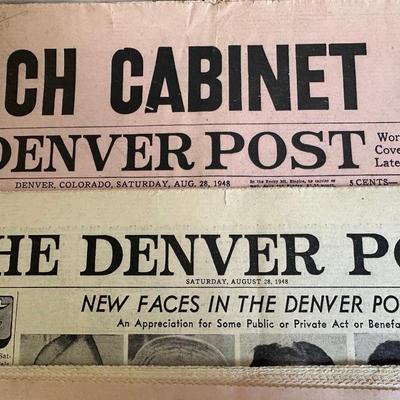 CH CABINET
DENVER POST
Wor
Cove
Late
DENVER, COLORADO, SATURDAY, AUG. 28, 1948
5 CENTS—
HE DENVER PO
SATURDAY, AUGUST 28, 1948
NEW FACES IN THE DENVER PO
An Appreciation for Some Public or Private Act or Benefa
Sat-